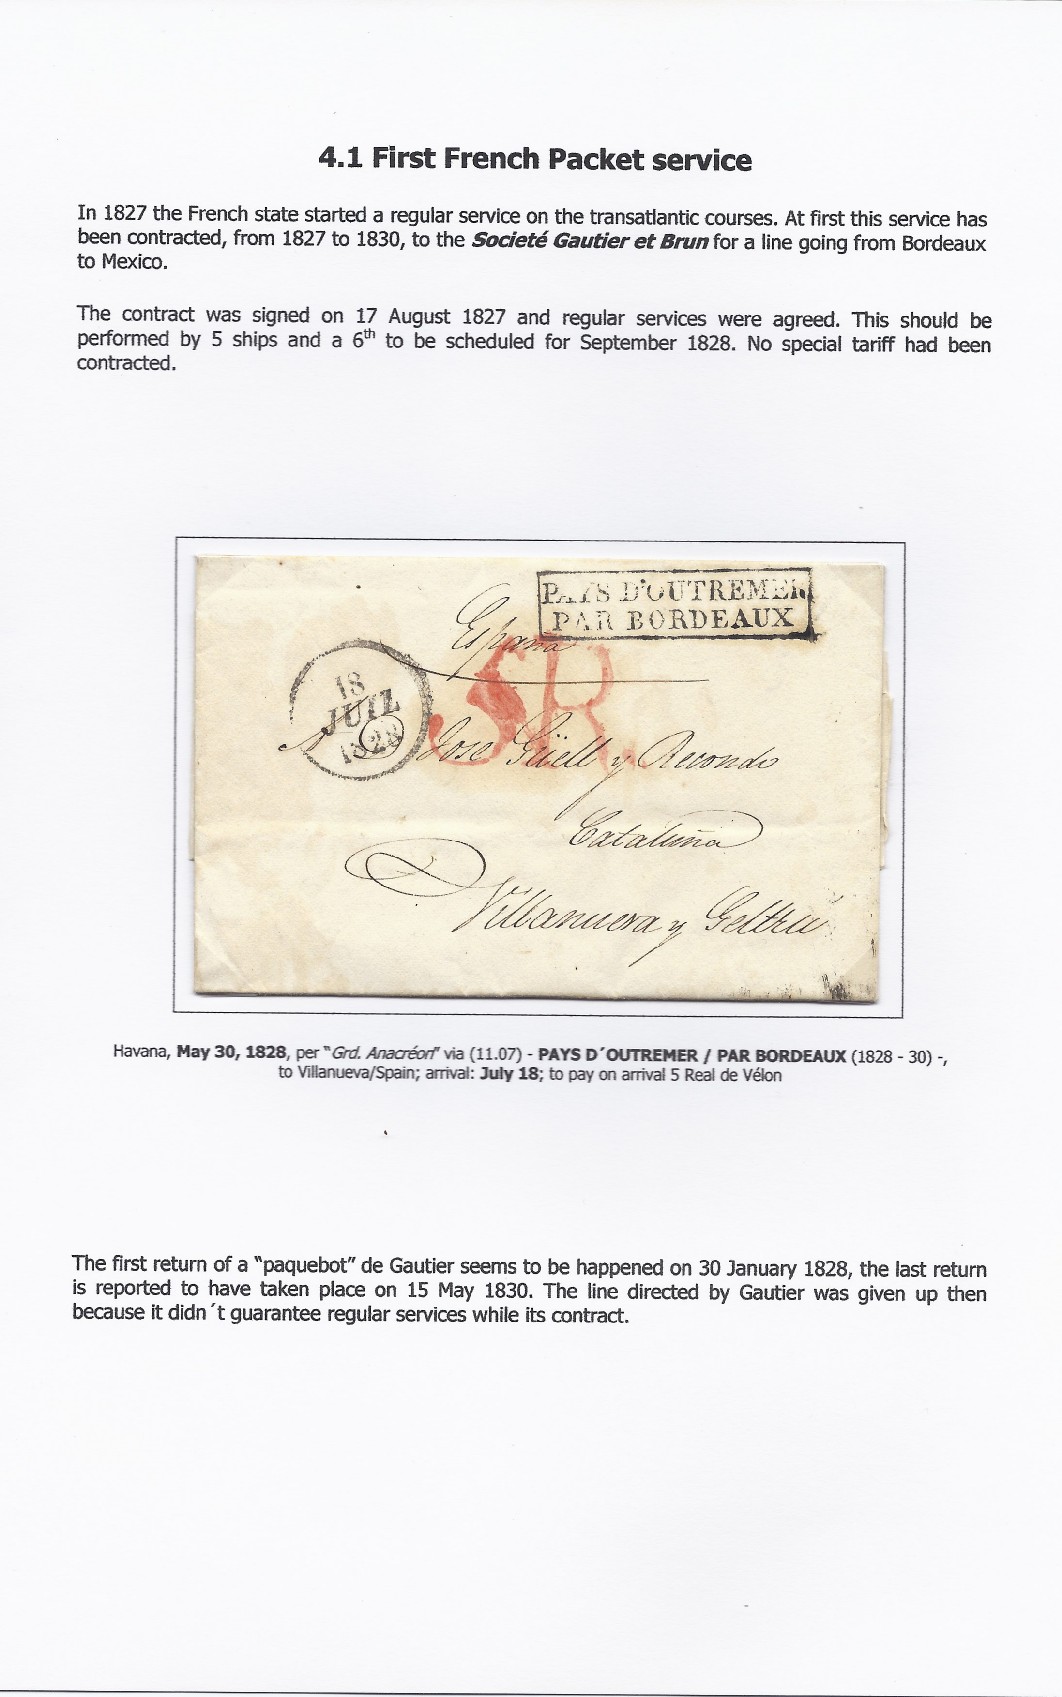 4.1 First French Packet service
In 1827 the French state started a regular service on the transatlantic courses. At first this service has
been contracted, from 1827 to 1830, to the Societé Gautier et Brun for a line going from Bordeaux
to Mexico.
The contract was signed on 17 August 1827 and regular services were agreed. This should be
performed by 5 ships and a 6th to be scheduled for September 1828. No special tariff had been
contracted.
PAYS D'OUTREMER
PAR BORDEAUX
España
5R.
18
JUIL
1828
A Jose Güell y Recondo
Cataluña
Villanueva y Geltrú
Havana, May 30, 1828, per "Grd. Anacréon" via (11.07) - PAYS D´OUTREMER / PAR BORDEAUX (1828 - 30) -,
to Villanueva/Spain; arrival: July 18; to pay on arrival 5 Real de Vélon
The first return of a "paquebot" de Gautier seems to be happened on 30 January 1828, the last return
is reported to have taken place on 15 May 1830. The line directed by Gautier was given up then
because it didn´t guarantee regular services while its contract.